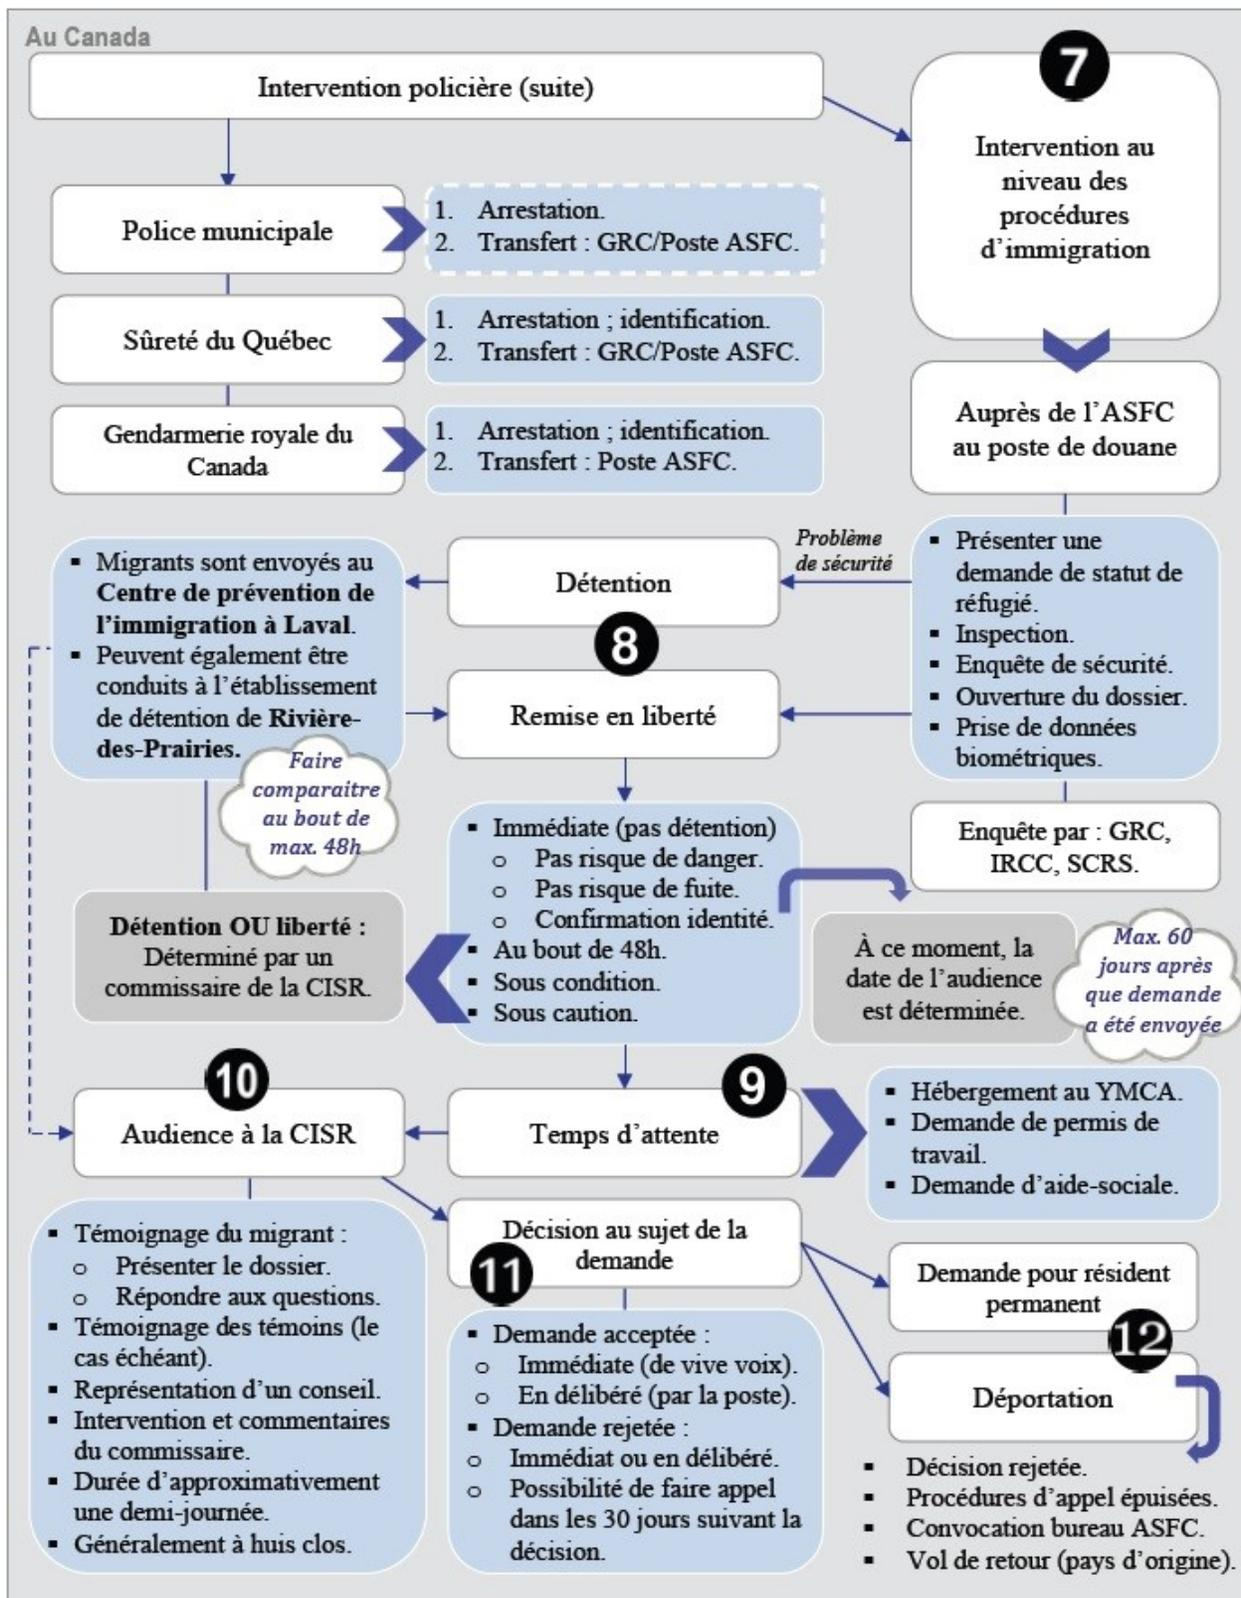 Au Canada
Intervention policière (suite)
7
Intervention au
niveau des
procédures
d'immigration
Police municipale
1. Arrestation.
2. Transfert : GRC/Poste ASFC.
Sûreté du Québec
1. Arrestation ; identification.
2. Transfert : GRC/Poste ASFC.
Gendarmerie royale du
Canada
1. Arrestation ; identification.
2. Transfert : Poste ASFC.
Auprès de l'ASFC
au poste de douane
▪ Présenter une
demande de statut de
réfugié.
▪ Inspection.
▪ Enquête de sécurité.
▪ Ouverture du dossier.
▪ Prise de données
biométriques.
Problème
de sécurité
Détention
▪ Migrants sont envoyés au
Centre de prévention de
l'immigration à Laval.
▪ Peuvent également être
conduits à l'établissement
de détention de Rivière-
des-Prairies.
8
Remise en liberté
Faire
comparaitre
au bout de
max. 48h
Enquête par : GRC,
IRCC, SCRS.
▪ Immédiate (pas détention)
o Pas risque de danger.
o Pas risque de fuite.
o Confirmation identité.
▪ Au bout de 48h.
▪ Sous condition.
▪ Sous caution.
Détention OU liberté :
Déterminé par un
commissaire de la CISR.
À ce moment, la
date de l'audience
est déterminée.
Max. 60
jours après
que demande
a été envoyée
9
Temps d'attente
▪ Hébergement au YMCA.
▪ Demande de permis de
travail.
▪ Demande d'aide-sociale.
10
Audience à la CISR
▪ Témoignage du migrant :
o Présenter le dossier.
o Répondre aux questions.
▪ Témoignage des témoins (le
cas échéant).
▪ Représentation d'un conseil.
▪ Intervention et commentaires
du commissaire.
▪ Durée d'approximativement
une demi-journée.
▪ Généralement à huis clos.
Décision au sujet de la
demande
11
▪ Demande acceptée :
o Immédiate (de vive voix).
o En délibéré (par la poste).
▪ Demande rejetée :
o Immédiat ou en délibéré.
o Possibilité de faire appel
dans les 30 jours suivant la
décision.
Demande pour résident
permanent
12
Déportation
▪ Décision rejetée.
▪ Procédures d'appel épuisées.
▪ Convocation bureau ASFC.
▪ Vol de retour (pays d'origine).